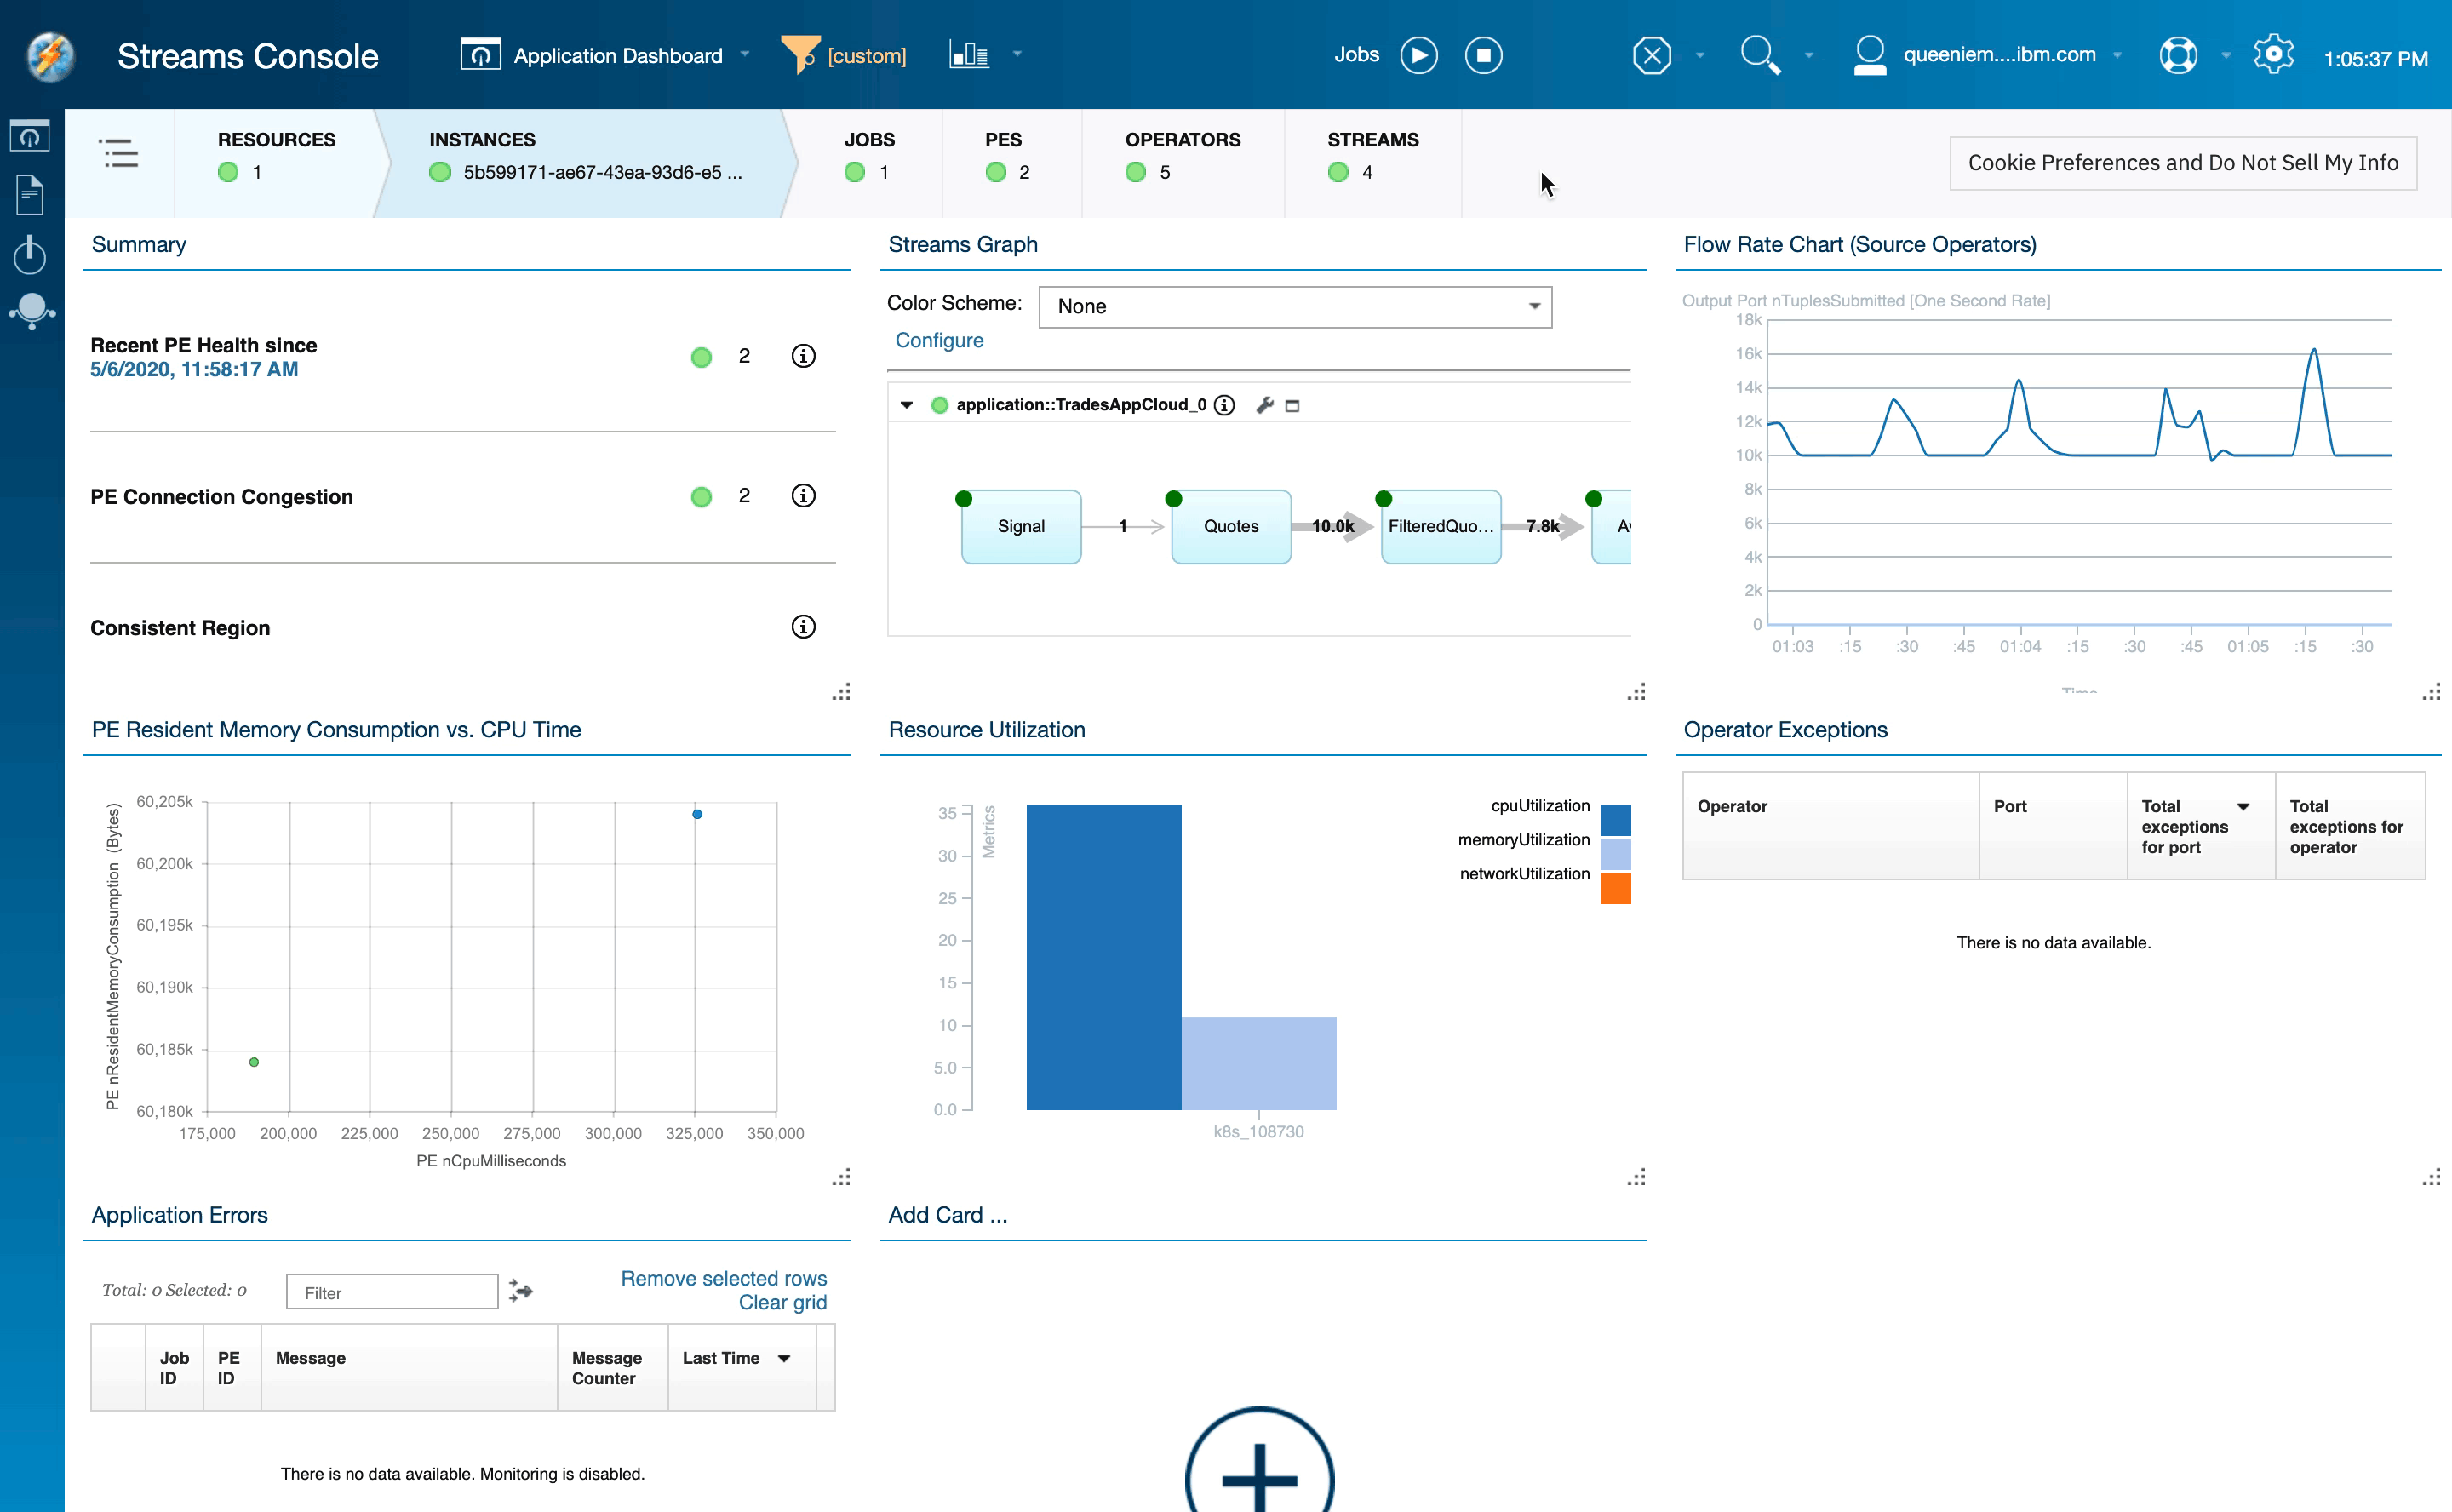 Streams Console
Application Dashboard
[custom]
Jobs
queeniem....ibm.com
1:05:37 PM
RESOURCES
1
INSTANCES
5b599171-ae67-43ea-93d6-e5 ...
JOBS
1
PES
2
OPERATORS
5
STREAMS
4
Cookie Preferences and Do Not Sell My Info
Summary
Recent PE Health since
5/6/2020, 11:58:17 AM
2
PE Connection Congestion
2
Consistent Region
Streams Graph
Color Scheme:
None
Configure
application::TradesAppCloud_0
Signal
1
Quotes
10.0k
FilteredQuo...
7.8k
Flow Rate Chart (Source Operators)
Output Port nTuplesSubmitted [One Second Rate]
18k
16k
14k
12k
10k
8k
6k
4k
2k
0
01:03 :15 :30 :45 01:04 :15 :30 :45 01:05 :15 :30
Time
PE Resident Memory Consumption vs. CPU Time
PE nResidentMemoryConsumption (Bytes)
60,205k
60,200k
60,195k
60,190k
60,185k
60,180k
175,000 200,000 225,000 250,000 275,000 300,000 325,000 350,000
PE nCpuMilliseconds
Resource Utilization
35
30
25
20
15
10
5.0
0.0
Metrics
k8s_108730
cpuUtilization
memoryUtilization
networkUtilization
Operator Exceptions
Operator
Port
Total
exceptions
for port
Total
exceptions for
operator
There is no data available.
Application Errors
Total: 0 Selected: 0
Filter
Remove selected rows
Clear grid
Job
ID
PE
ID
Message
Message
Counter
Last Time
There is no data available. Monitoring is disabled.
Add Card ...